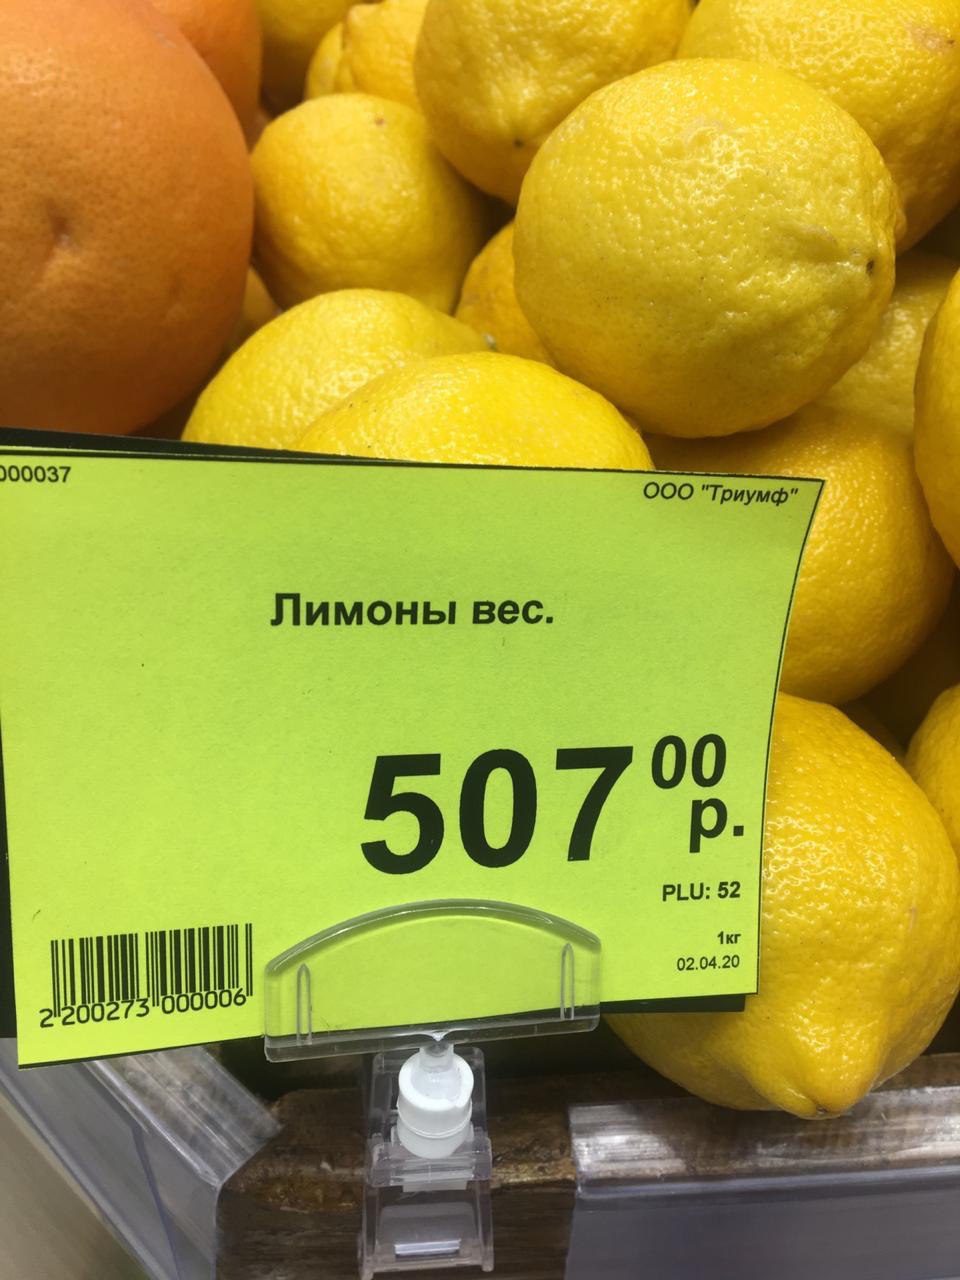 000037
ООО "Триумф"
Лимоны вес.
507 00
р.
PLU: 52
1кг
02.04.20
2 200273 000006